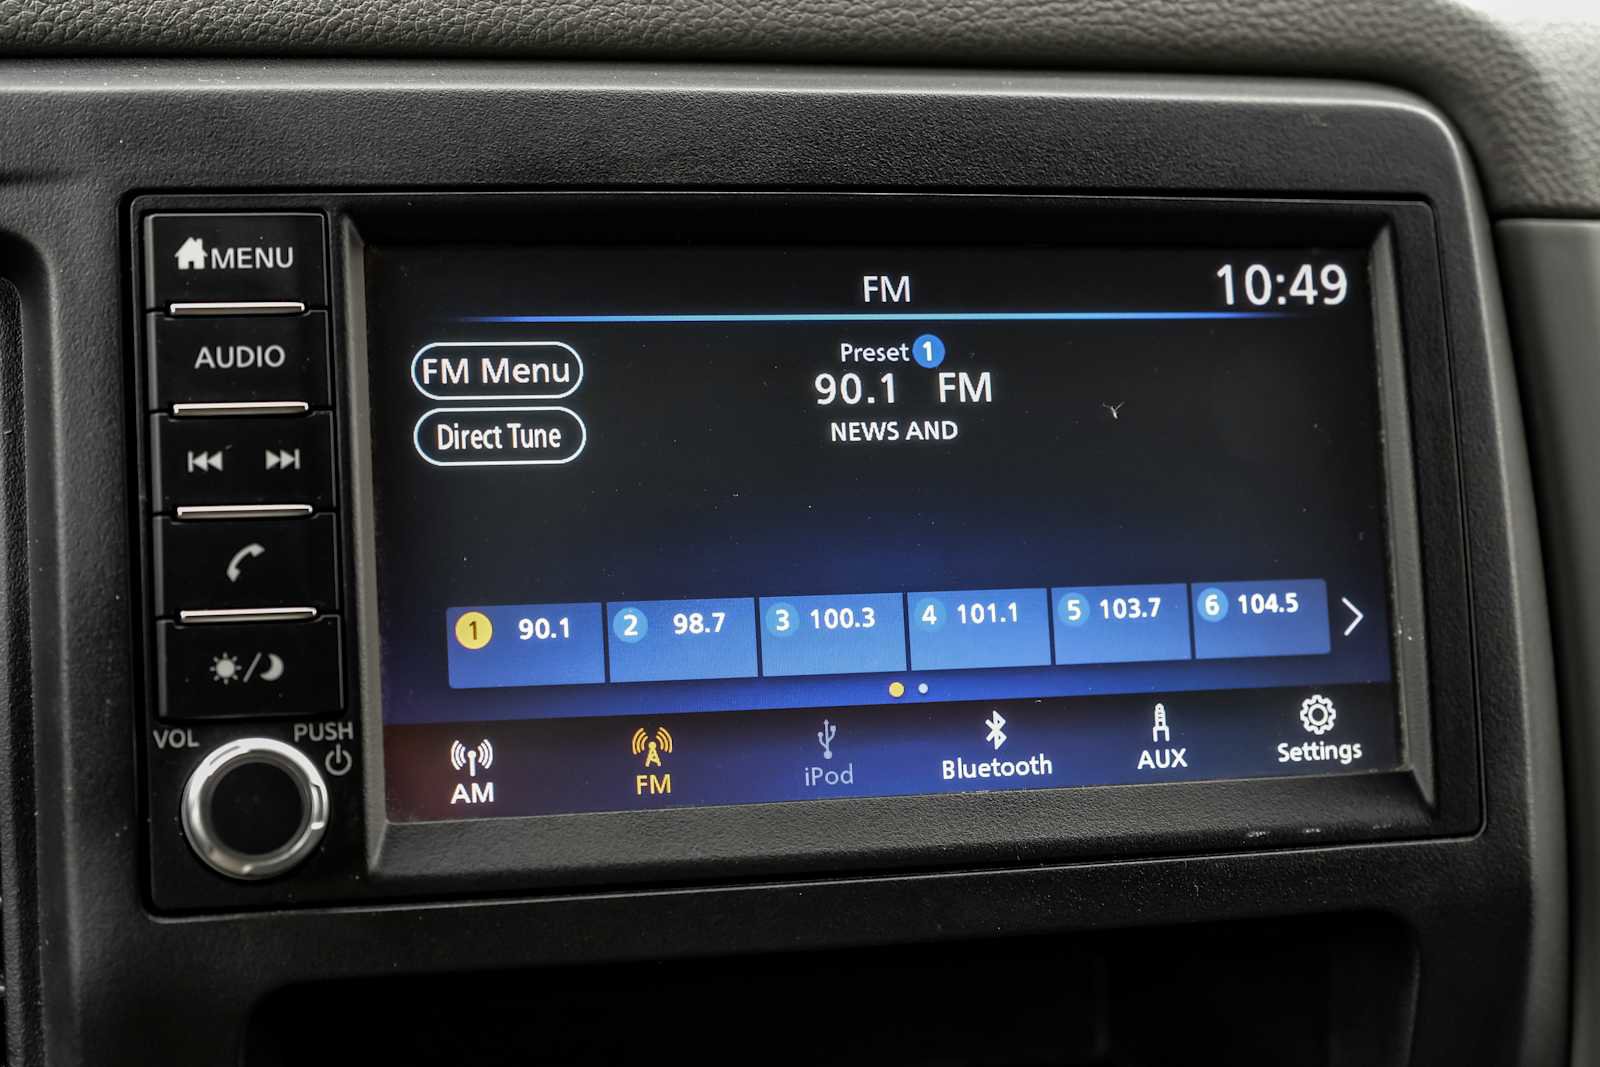 MENU
AUDIO
VOL
PUSH
FM
10:49
FM Menu
Direct Tune
Preset 1
90.1 FM
NEWS AND
1 90.1
2 98.7
3 100.3
4 101.1
5 103.7
6 104.5
AM
FM
iPod
Bluetooth
AUX
Settings